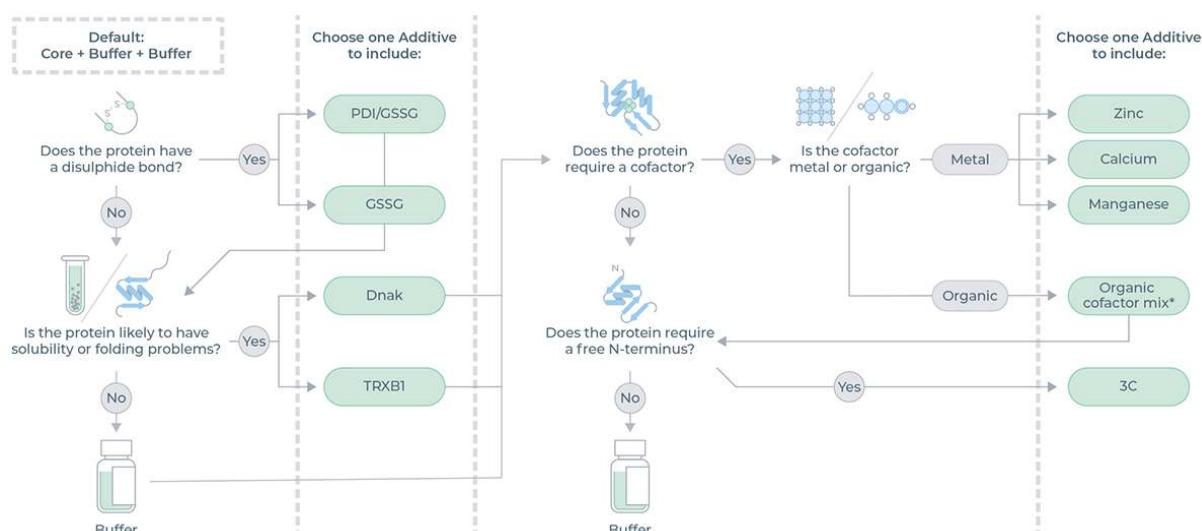 Default:
Core + Buffer + Buffer
Choose one Additive
to include:
S
S
Does the protein have
a disulphide bond?
Yes
PDI/GSSG
GSSG
No
Is the protein likely to have
solubility or folding problems?
Yes
Dnak
TRXB1
No
Buffer
Does the protein
require a cofactor?
Yes
Is the cofactor
metal or organic?
Metal
Choose one Additive
to include:
Zinc
Calcium
Manganese
No
Organic
Organic
cofactor mix*
N
Does the protein require
a free N-terminus?
Yes
3C
No
Buffer